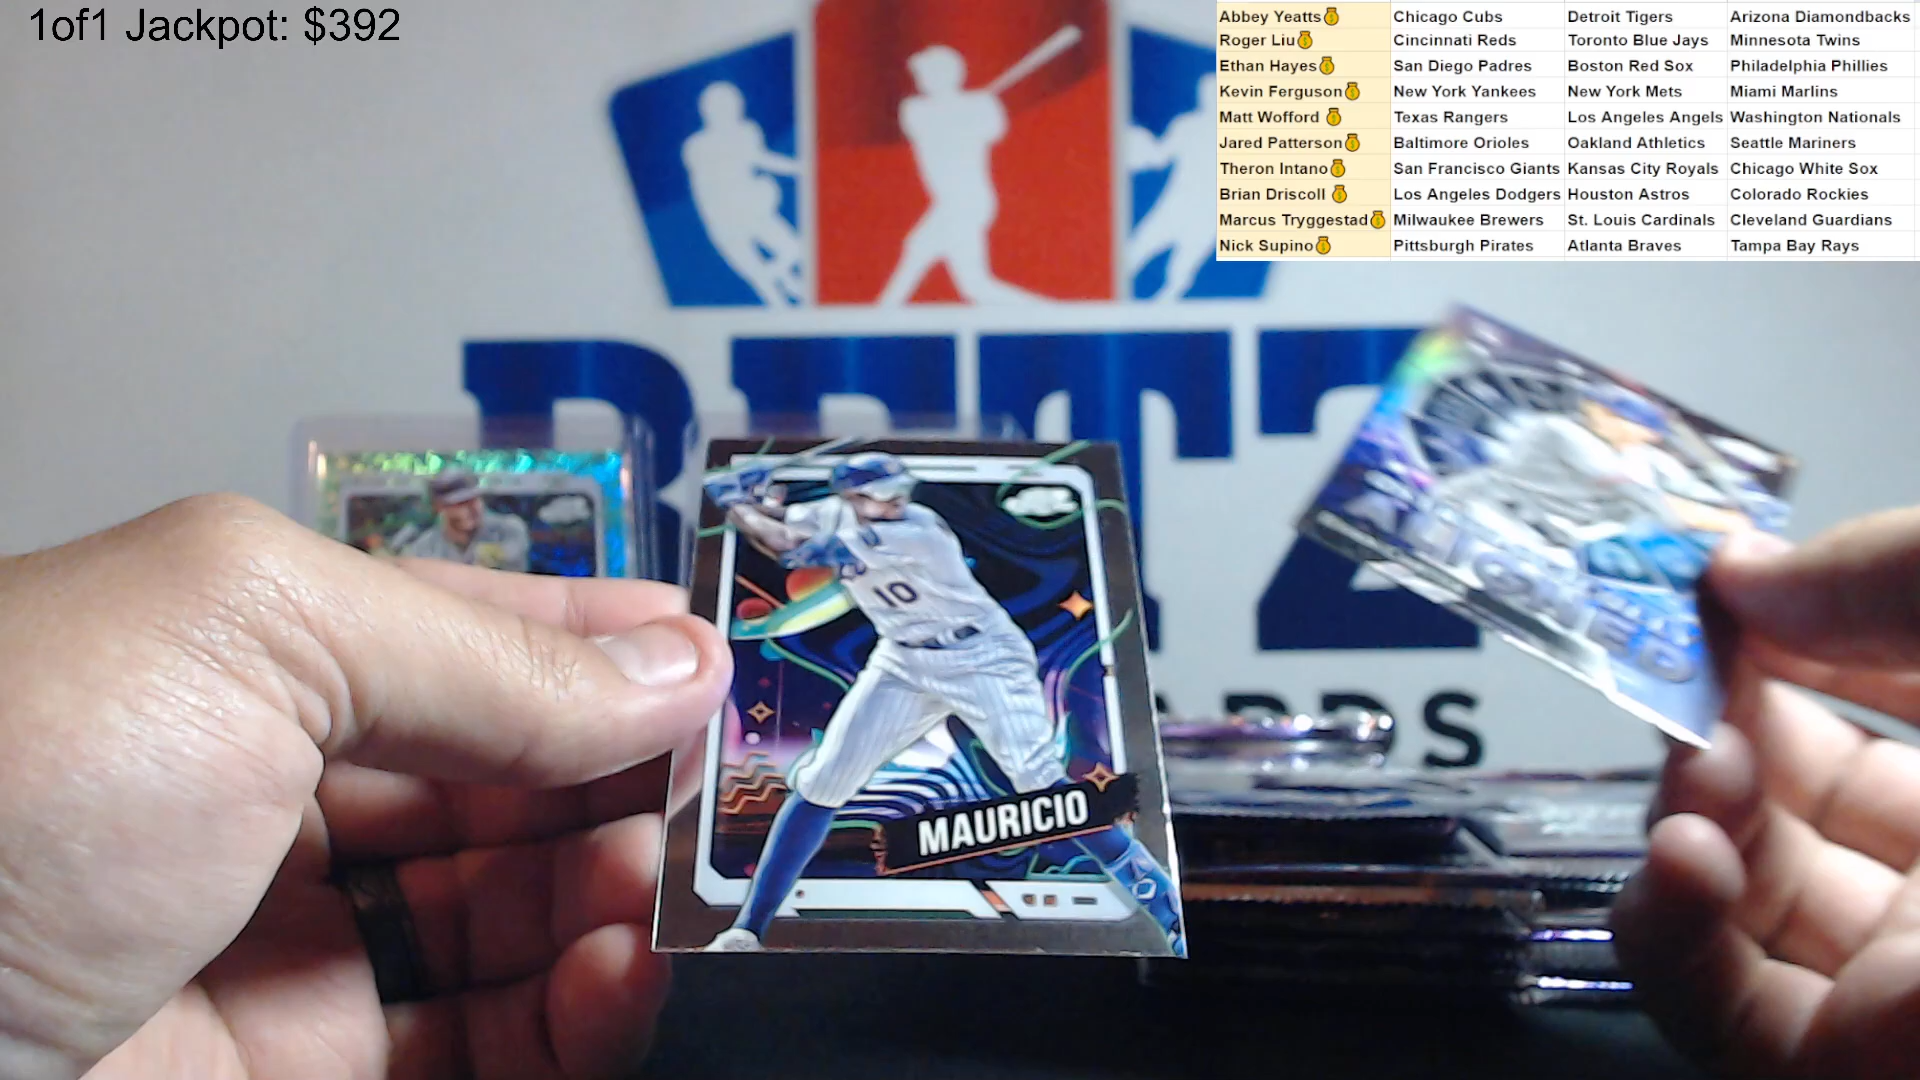 1of1 Jackpot: $392
Abbey Yeatts Chicago Cubs Detroit Tigers Arizona Diamondbacks
Roger Liu Cincinnati Reds Toronto Blue Jays Minnesota Twins
Ethan Hayes San Diego Padres Boston Red Sox Philadelphia Phillies
Kevin Ferguson New York Yankees New York Mets Miami Marlins
Matt Wofford Texas Rangers Los Angeles Angels Washington Nationals
Jared Patterson Baltimore Orioles Oakland Athletics Seattle Mariners
Theron Intano San Francisco Giants Kansas City Royals Chicago White Sox
Brian Driscoll Los Angeles Dodgers Houston Astros Colorado Rockies
Marcus Tryggestad Milwaukee Brewers St. Louis Cardinals Cleveland Guardians
Nick Supino Pittsburgh Pirates Atlanta Braves Tampa Bay Rays
BETZ
ARDS
ALIGNED
10
MAURICIO